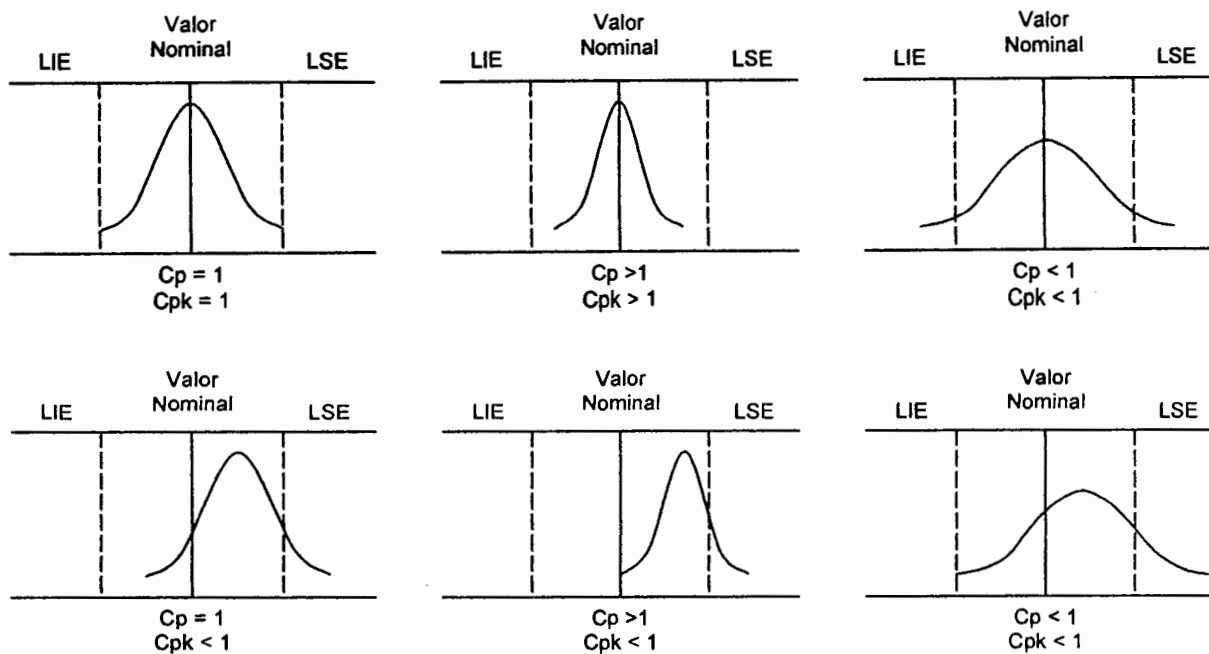 Valor
Nominal
LIE
LSE
Cp = 1
Cpk = 1
Valor
Nominal
LIE
LSE
Cp >1
Cpk > 1
Valor
Nominal
LIE
LSE
Cp < 1
Cpk < 1
Valor
Nominal
LIE
LSE
Cp = 1
Cpk < 1
Valor
Nominal
LIE
LSE
Cp >1
Cpk < 1
Valor
Nominal
LIE
LSE
Cp < 1
Cpk < 1